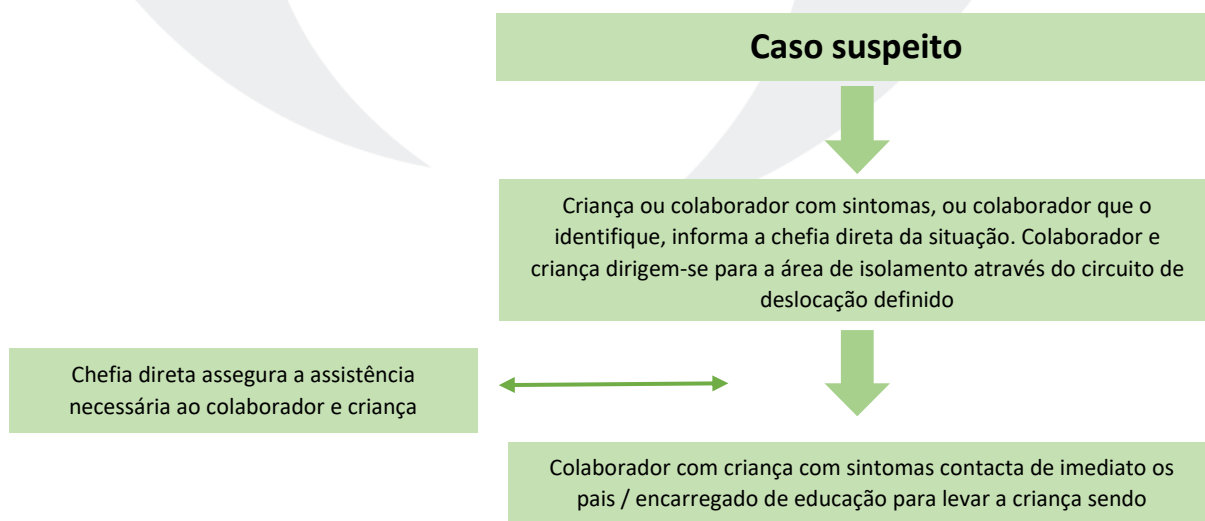 Caso suspeito
Criança ou colaborador com sintomas, ou colaborador que o
identifique, informa a chefia direta da situação. Colaborador e
criança dirigem-se para a área de isolamento através do circuito de
deslocação definido
Chefia direta assegura a assistência
necessária ao colaborador e criança
Colaborador com criança com sintomas contacta de imediato os
pais / encarregado de educação para levar a criança sendo